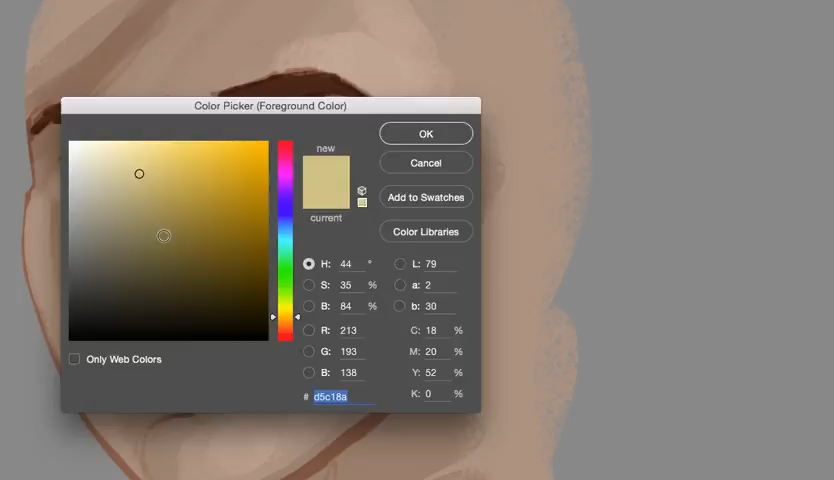 Color Picker (Foreground Color)
new
current
OK
Cancel
Add to Swatches
Color Libraries
H: 44 ° L: 79
S: 35 % a: 2
B: 84 % b: 30
R: 213 C: 18 %
G: 193 M: 20 %
B: 138 Y: 52 %
# d5c18a K: 0 %
Only Web Colors